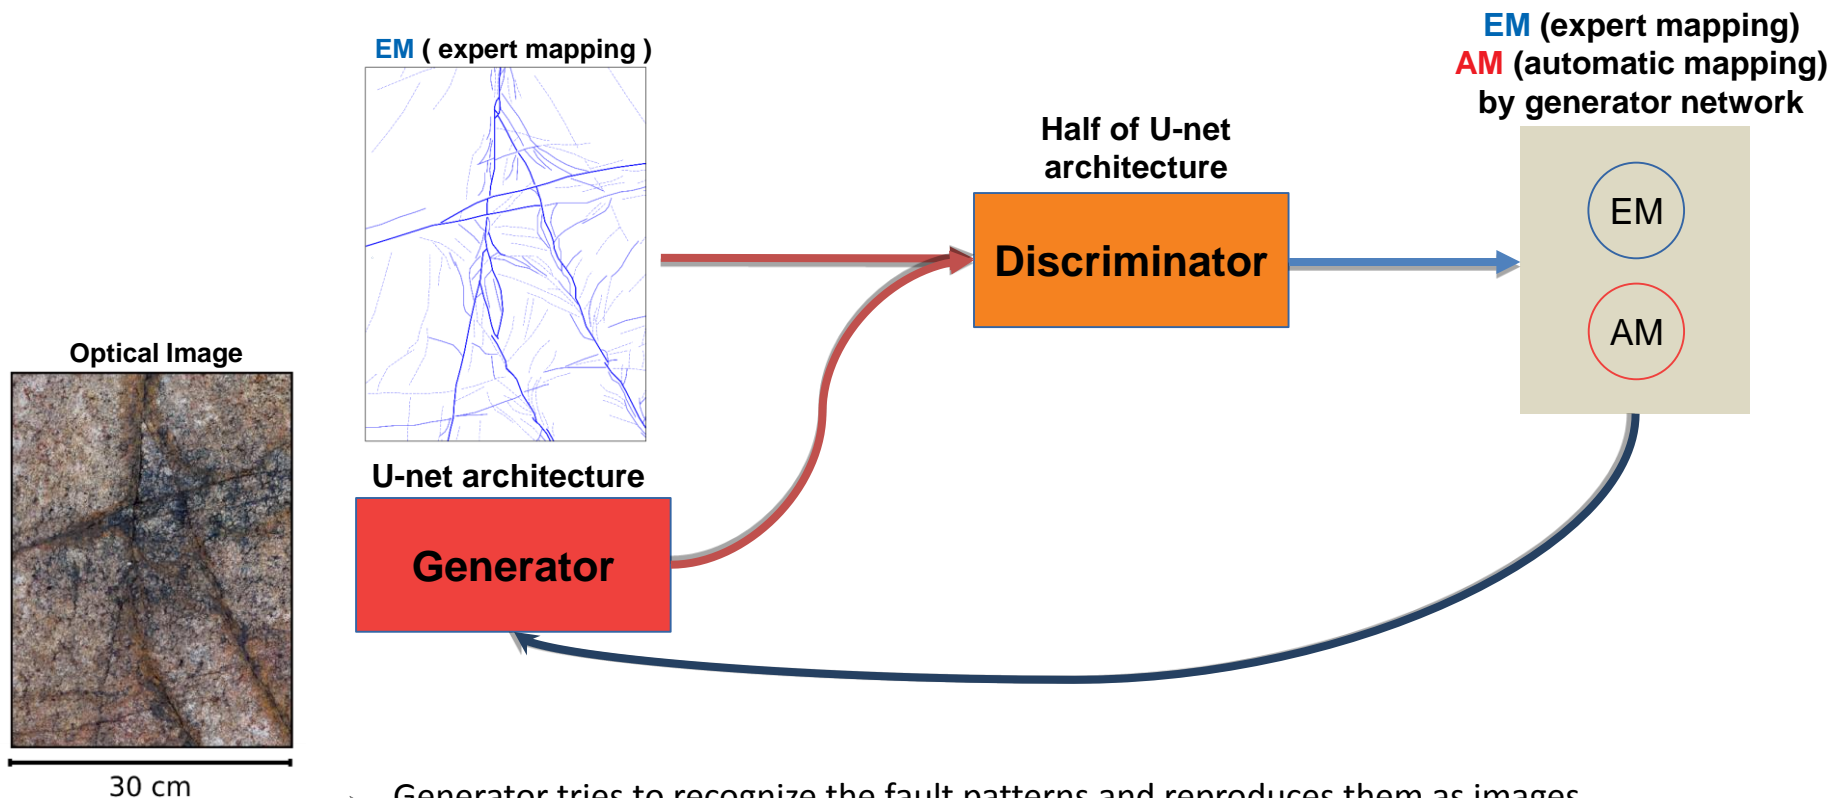 EM ( expert mapping )
EM (expert mapping)
AM (automatic mapping)
by generator network
Half of U-net
architecture
Discriminator
EM
AM
Optical Image
30 cm
U-net architecture
Generator
Generator tries to recognize the fault patterns and reproduces them as images